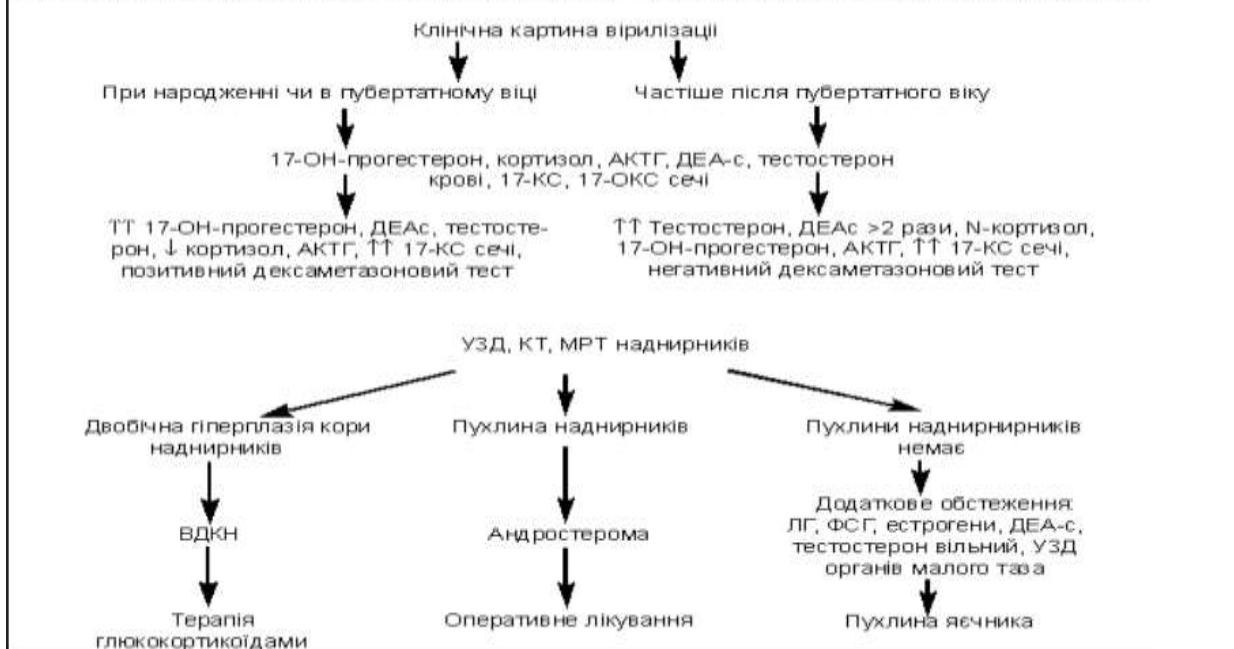 Клінічна картина вірилізації
При народженні чи в пубертатному віці
Частіше після пубертатного віку
17-ОН-прогестерон, кортизол, АКТГ, ДЕА-с, тестостерон
крові, 17-КС, 17-ОКС сечі
↑↑ 17-ОН-прогестерон, ДЕАс, тестосте-
рон, ↓ кортизол, АКТГ, ↑↑ 17-КС сечі,
позитивний дексаметазоновий тест
↑↑ Тестостерон, ДЕАс >2 рази, N-кортизол,
17-ОН-прогестерон, АКТГ, ↑↑ 17-КС сечі,
негативний дексаметазоновий тест
УЗД, КТ, МРТ наднирників
Двобічна гіперплазія кори
наднирників
Пухлина наднирників
Пухлини наднирнирників
немає
ВДКН
Андростерома
Додаткове обстеження:
ЛГ, ФСГ, естрогени, ДЕА-с,
тестостерон вільний, УЗД
органів малого таза
Терапія
глюкокортикоїдами
Оперативне лікування
Пухлина яєчника